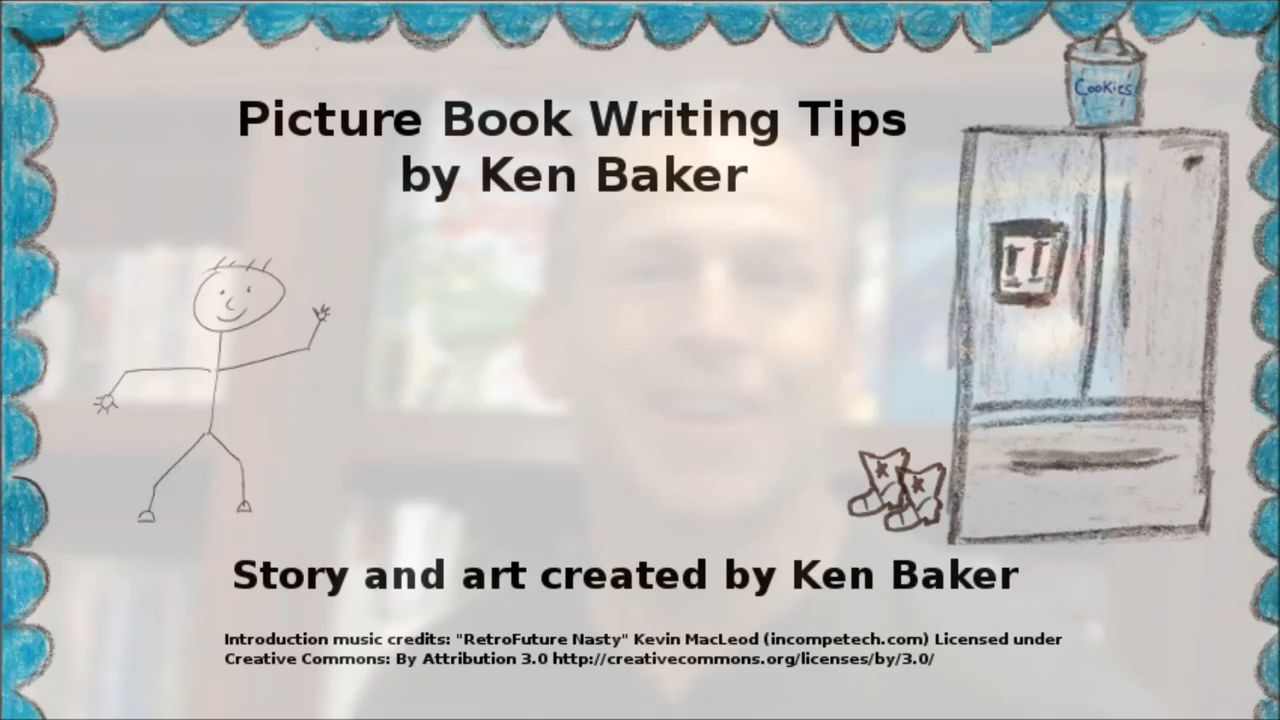 Cookies
Picture Book Writing Tips
by Ken Baker
Story and art created by Ken Baker
Introduction music credits: "RetroFuture Nasty" Kevin MacLeod (incompetech.com) Licensed under
Creative Commons: By Attribution 3.0 http://creativecommons.org/licenses/by/3.0/